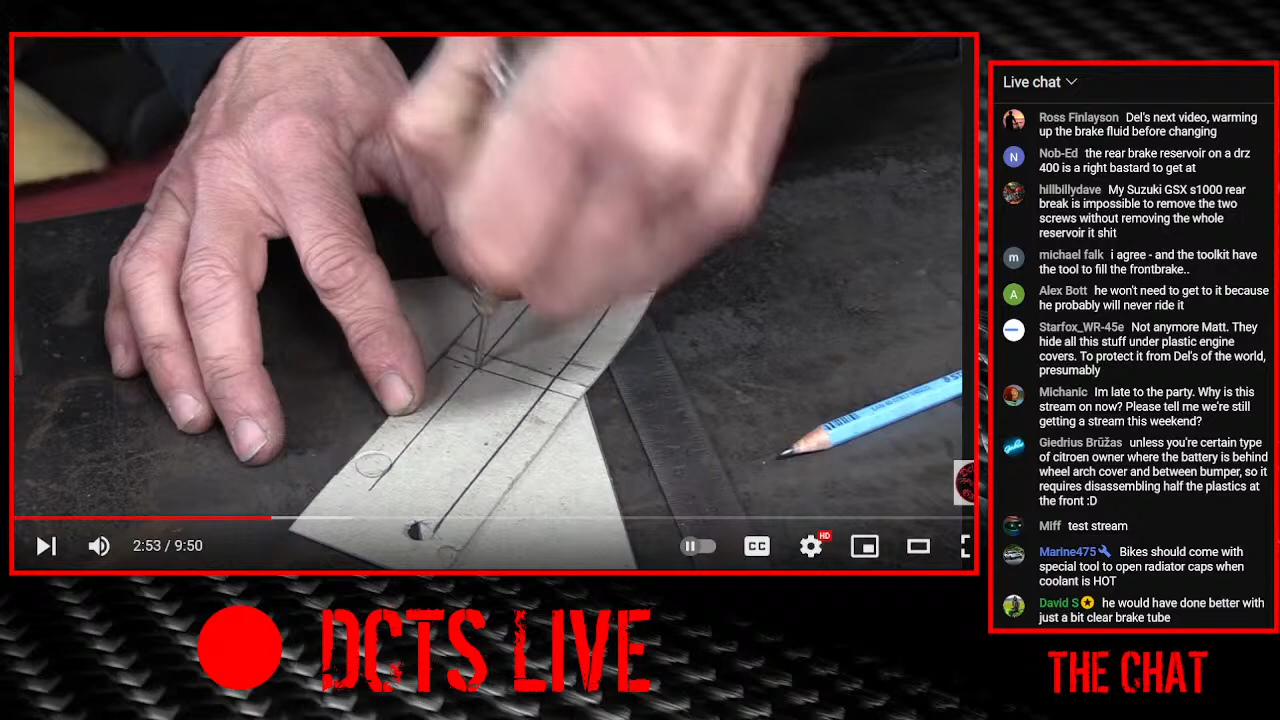 Live chat
Ross Finlayson Del's next video, warming
up the brake fluid before changing
N
Nob-Ed the rear brake reservoir on a drz
400 is a right bastard to get at
hillbillydave My Suzuki GSX s1000 rear
break is impossible to remove the two
screws without removing the whole
reservoir it shit
m
michael falk i agree - and the toolkit have
the tool to fill the frontbrake..
A
Alex Bott he won't need to get to it because
he probably will never ride it
Starfox_WR-45e Not anymore Matt. They
hide all this stuff under plastic engine
covers. To protect it from Del's of the world,
presumably
Michanic Im late to the party. Why is this
stream on now? Please tell me we're still
getting a stream this weekend?
Giedrius Brūžas unless you're certain type
of citroen owner where the battery is behind
wheel arch cover and between bumper, so it
requires disassembling half the plastics at
the front :D
Miff test stream
Marine475 Bikes should come with
special tool to open radiator caps when
coolant is HOT
David S he would have done better with
just a bit clear brake tube
2:53 / 9:50
CC
HD
DCTS LIVE
THE CHAT